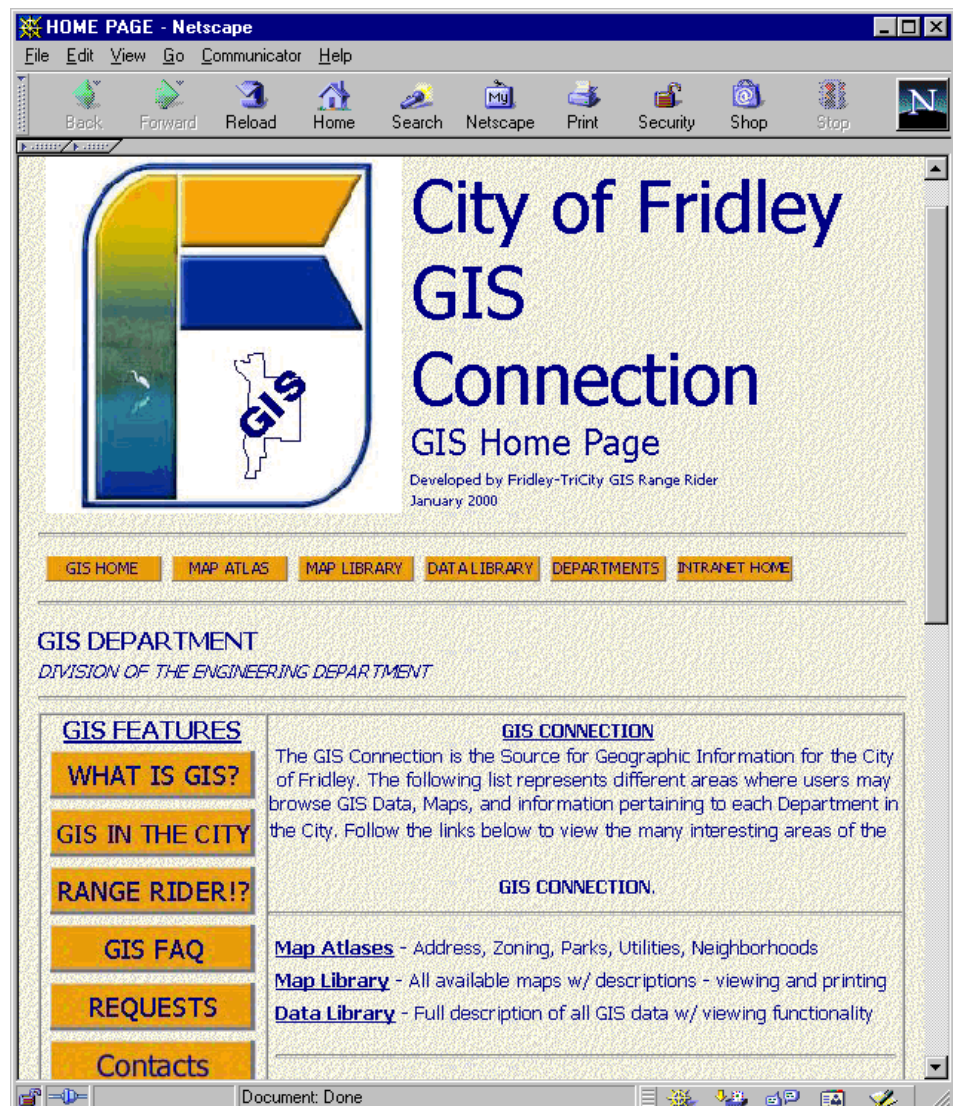 HOME PAGE - Netscape
File Edit View Go Communicator Help
My
Back Forward Reload Home Search Netscape Print Security Shop Stop
N
City of Fridley
GIS
Connection
GIS
GIS Home Page
Developed by Fridley-TriCity GIS Range Rider
January 2000
GIS HOME MAP ATLAS MAP LIBRARY DATA LIBRARY DEPARTMENTS INTRANET HOME
GIS DEPARTMENT
DIVISION OF THE ENGINEERING DEPARTMENT
GIS FEATURES
WHAT IS GIS?
GIS IN THE CITY
RANGE RIDER!?
GIS FAQ
REQUESTS
Contacts
GIS CONNECTION
The GIS Connection is the Source for Geographic Information for the City
of Fridley. The following list represents different areas where users may
browse GIS Data, Maps, and information pertaining to each Department in
the City. Follow the links below to view the many interesting areas of the
GIS CONNECTION.
Map Atlases - Address, Zoning, Parks, Utilities, Neighborhoods
Map Library - All available maps w/ descriptions - viewing and printing
Data Library - Full description of all GIS data w/ viewing functionality
Document: Done